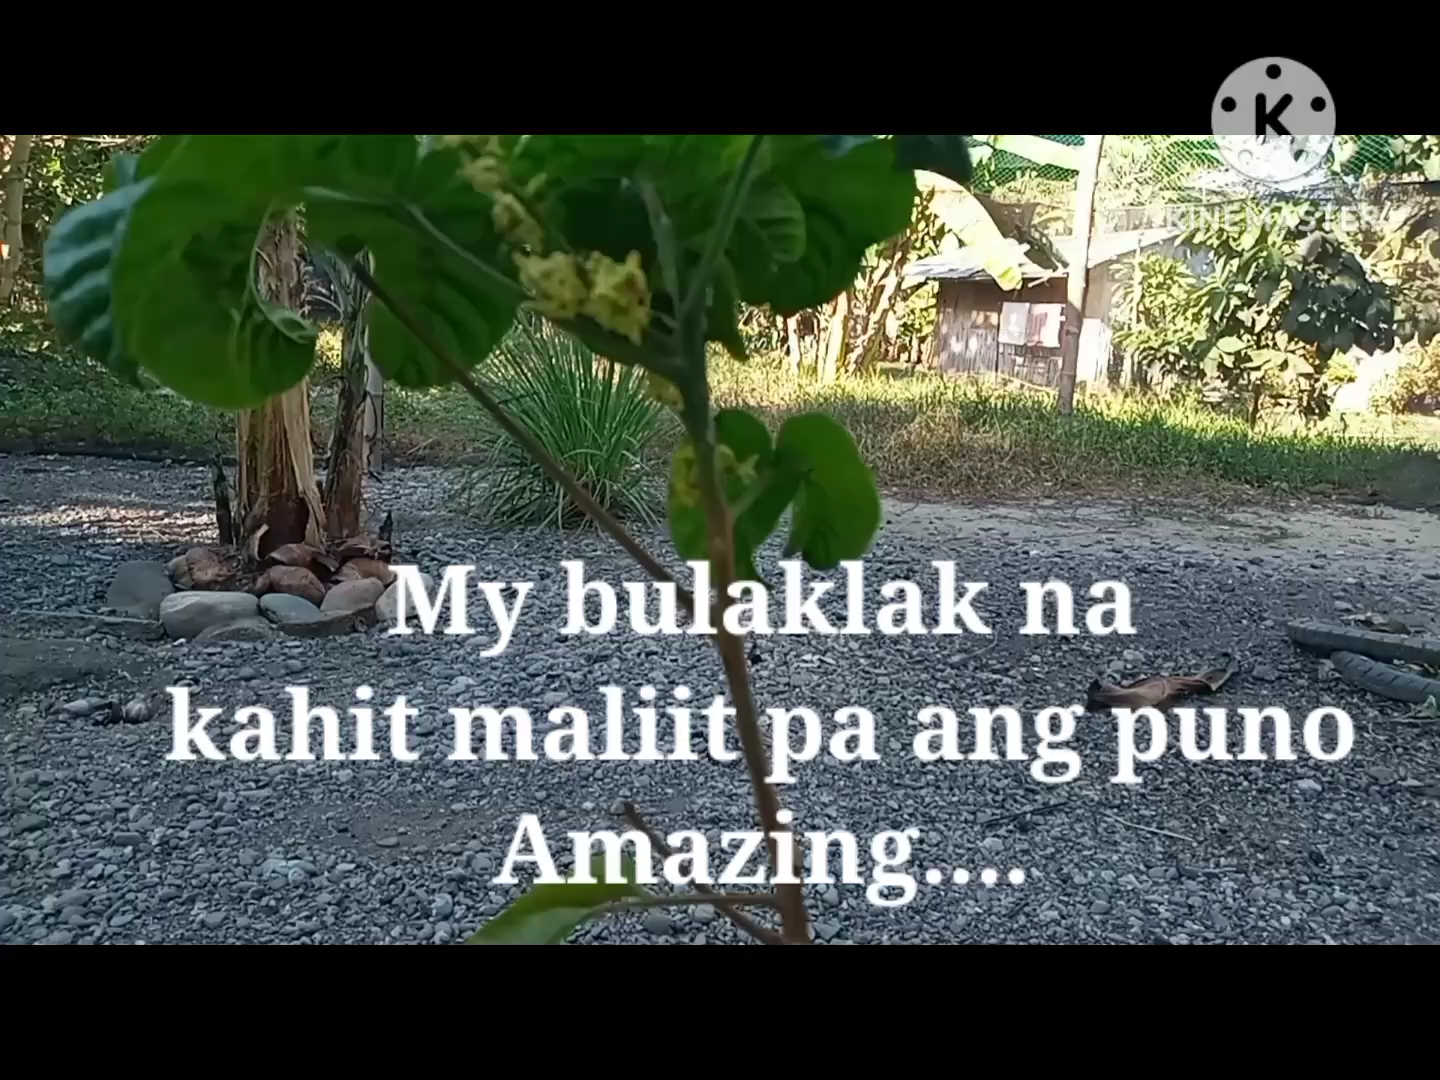 K
KINEMASTER
My bulaklak na
kahit maliit pa ang puno
Amazing....